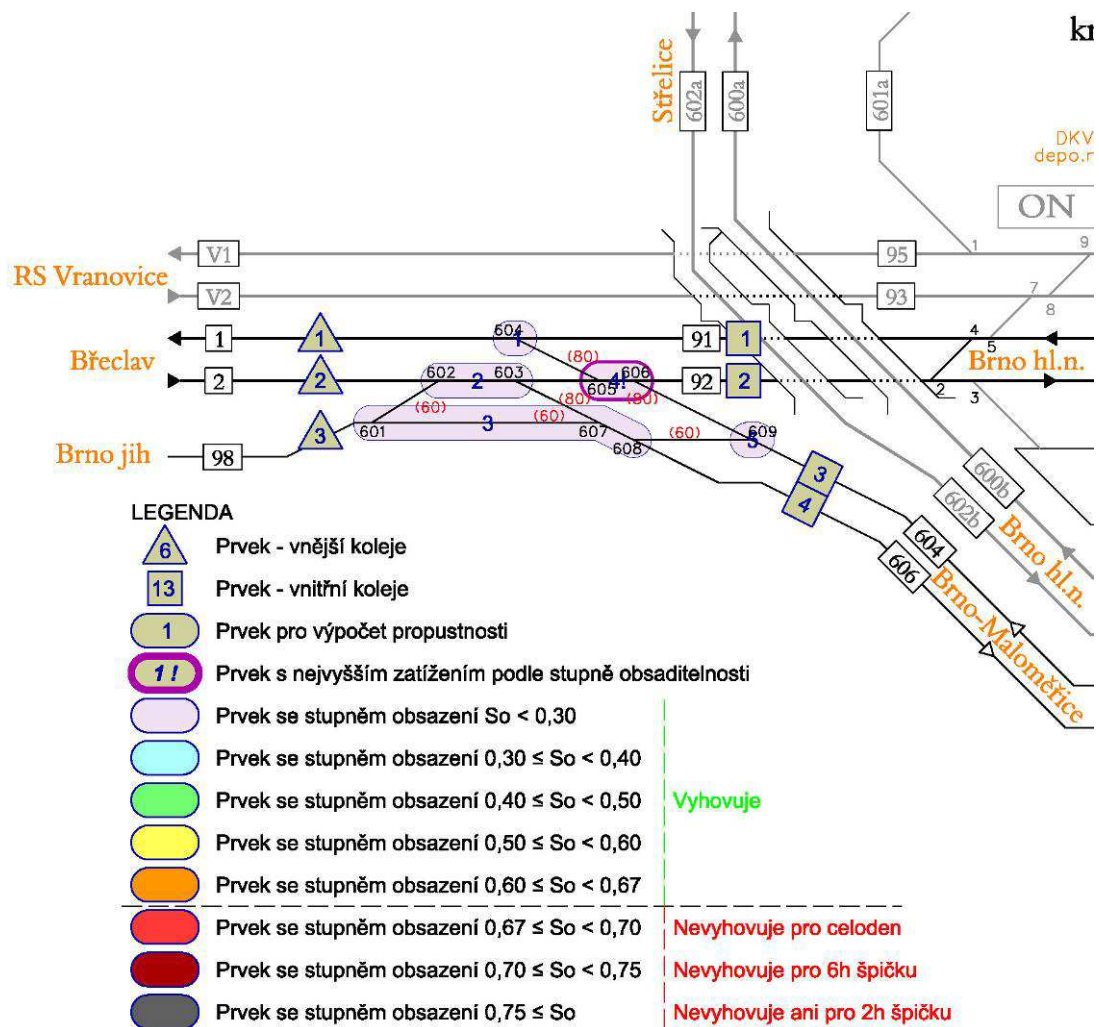 kr
Střelice
602a
600a
601a
DKV
depo.r
ON
V1
95
1
9
RS Vranovice
V2
93
7
8
1
1
604
1
91
1
4
5
(80)
Břeclav
Brno hl.n.
2
2
602
2
603
4!
606
605
92
2
2
3
(60)
(80)
(80)
3
3
(60)
601
607
(60)
609
5
608
Brno jih
98
3
4
600b
602b
Brno hl.n.
604
606
Brno-Maloměřice
LEGENDA
6 Prvek - vnější koleje
13 Prvek - vnitřní koleje
1 Prvek pro výpočet propustnosti
1! Prvek s nejvyšším zatížením podle stupně obsaditelnosti
Prvek se stupněm obsazení So < 0,30
Prvek se stupněm obsazení 0,30 ≤ So < 0,40
Prvek se stupněm obsazení 0,40 ≤ So < 0,50 Vyhovuje
Prvek se stupněm obsazení 0,50 ≤ So < 0,60
Prvek se stupněm obsazení 0,60 ≤ So < 0,67
Prvek se stupněm obsazení 0,67 ≤ So < 0,70 Nevyhovuje pro celoden
Prvek se stupněm obsazení 0,70 ≤ So < 0,75 Nevyhovuje pro 6h špičku
Prvek se stupněm obsazení 0,75 ≤ So Nevyhovuje ani pro 2h špičku